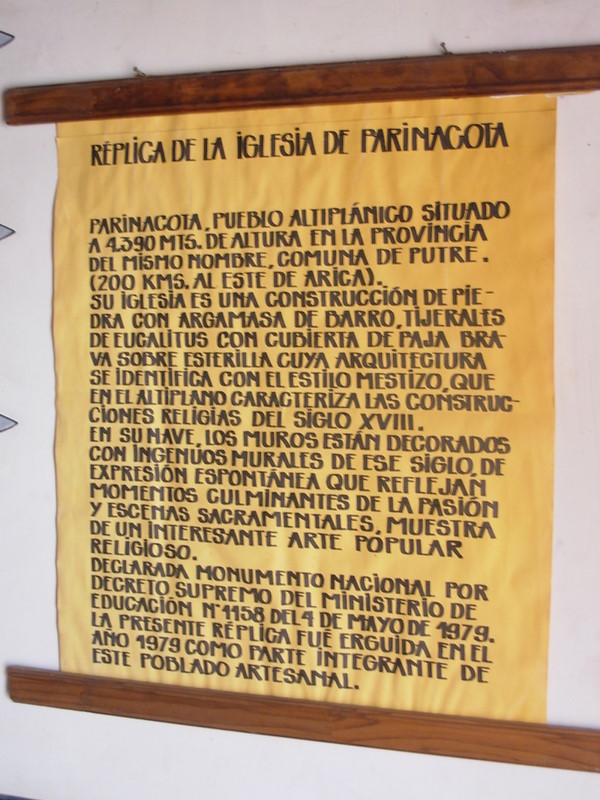 RÉPLICA DE LA IGLESIA DE PARINACOTA
PARINACOTA, PUEBLO ALTIPLÁNICO SITUADO
A 4.390 MTS. DE ALTURA EN LA PROVINCIA
DEL MISMO NOMBRE, COMUNA DE PUTRE.
(200 KMS. AL ESTE DE ARICA).
SU IGLESIA ES UNA CONSTRUCCIÓN DE PIE-
DRA CON ARGAMASA DE BARRO, TIJERALES
DE EUCALITUS CON CUBIERTA DE PAJA BRA-
VA SOBRE ESTERILLA CUYA ARQUITECTURA
SE IDENTIFICA CON EL ESTILO MESTIZO, QUE
EN EL ALTIPLANO CARACTERIZA LAS CONSTRUC-
CIONES RELIGIAS DEL SIGLO XVIII.
EN SU NAVE, LOS MUROS ESTÁN DECORADOS
CON INGENUOS MURALES DE ESE SIGLO, DE
EXPRESIÓN ESPONTÁNEA QUE REFLEJAN
MOMENTOS CULMINANTES DE LA PASIÓN
Y ESCENAS SACRAMENTALES, MUESTRA
DE UN INTERESANTE ARTE POPULAR
RELIGIOSO.
DECLARADA MONUMENTO NACIONAL POR
DECRETO SUPREMO DEL MINISTERIO DE
EDUCACIÓN N° 1158 DEL 4 DE MAYO DE 1979.
LA PRESENTE RÉPLICA FUÉ ERGUIDA EN EL
AÑO 1979 COMO PARTE INTEGRANTE DE
ESTE POBLADO ARTESANAL.